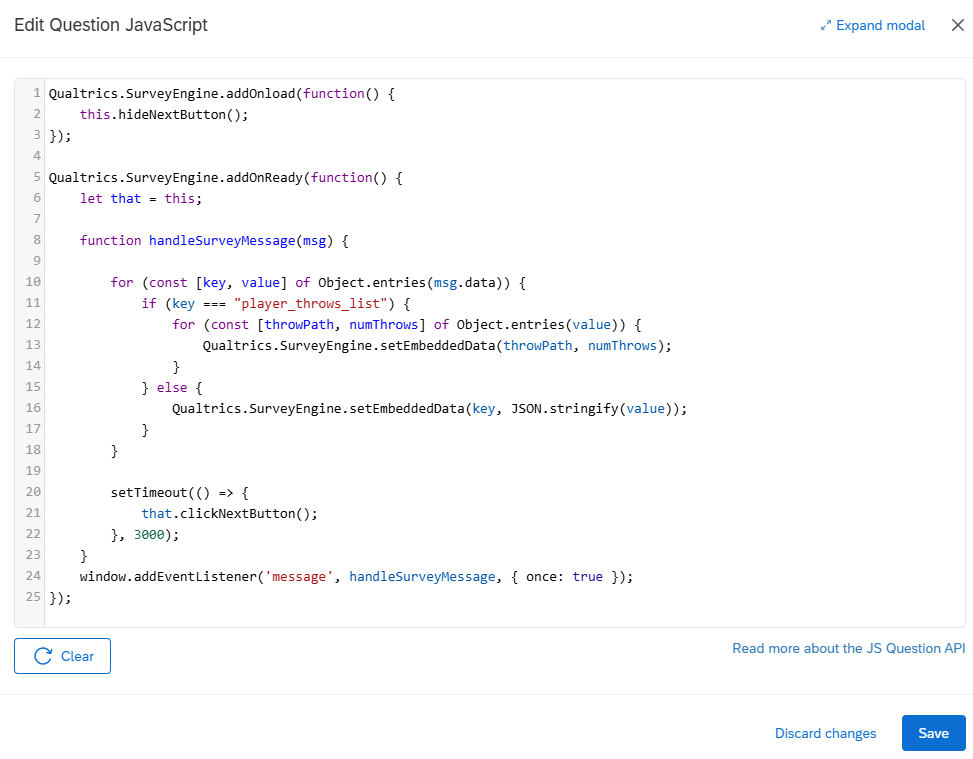 Edit Question JavaScript
Expand modal
1 Qualtrics.SurveyEngine.addOnload(function() {
2     this.hideNextButton();
3 });
4
5 Qualtrics.SurveyEngine.addOnReady(function() {
6     let that = this;
7
8     function handleSurveyMessage(msg) {
9
10         for (const [key, value] of Object.entries(msg.data)) {
11             if (key === "player_throws_list") {
12                 for (const [throwPath, numThrows] of Object.entries(value)) {
13                     Qualtrics.SurveyEngine.setEmbeddedData(throwPath, numThrows);
14                 }
15             } else {
16                 Qualtrics.SurveyEngine.setEmbeddedData(key, JSON.stringify(value));
17             }
18         }
19
20         setTimeout(() => {
21             that.clickNextButton();
22         }, 3000);
23     }
24     window.addEventListener('message', handleSurveyMessage, { once: true });
25 });
Clear
Read more about the JS Question API
Discard changes
Save